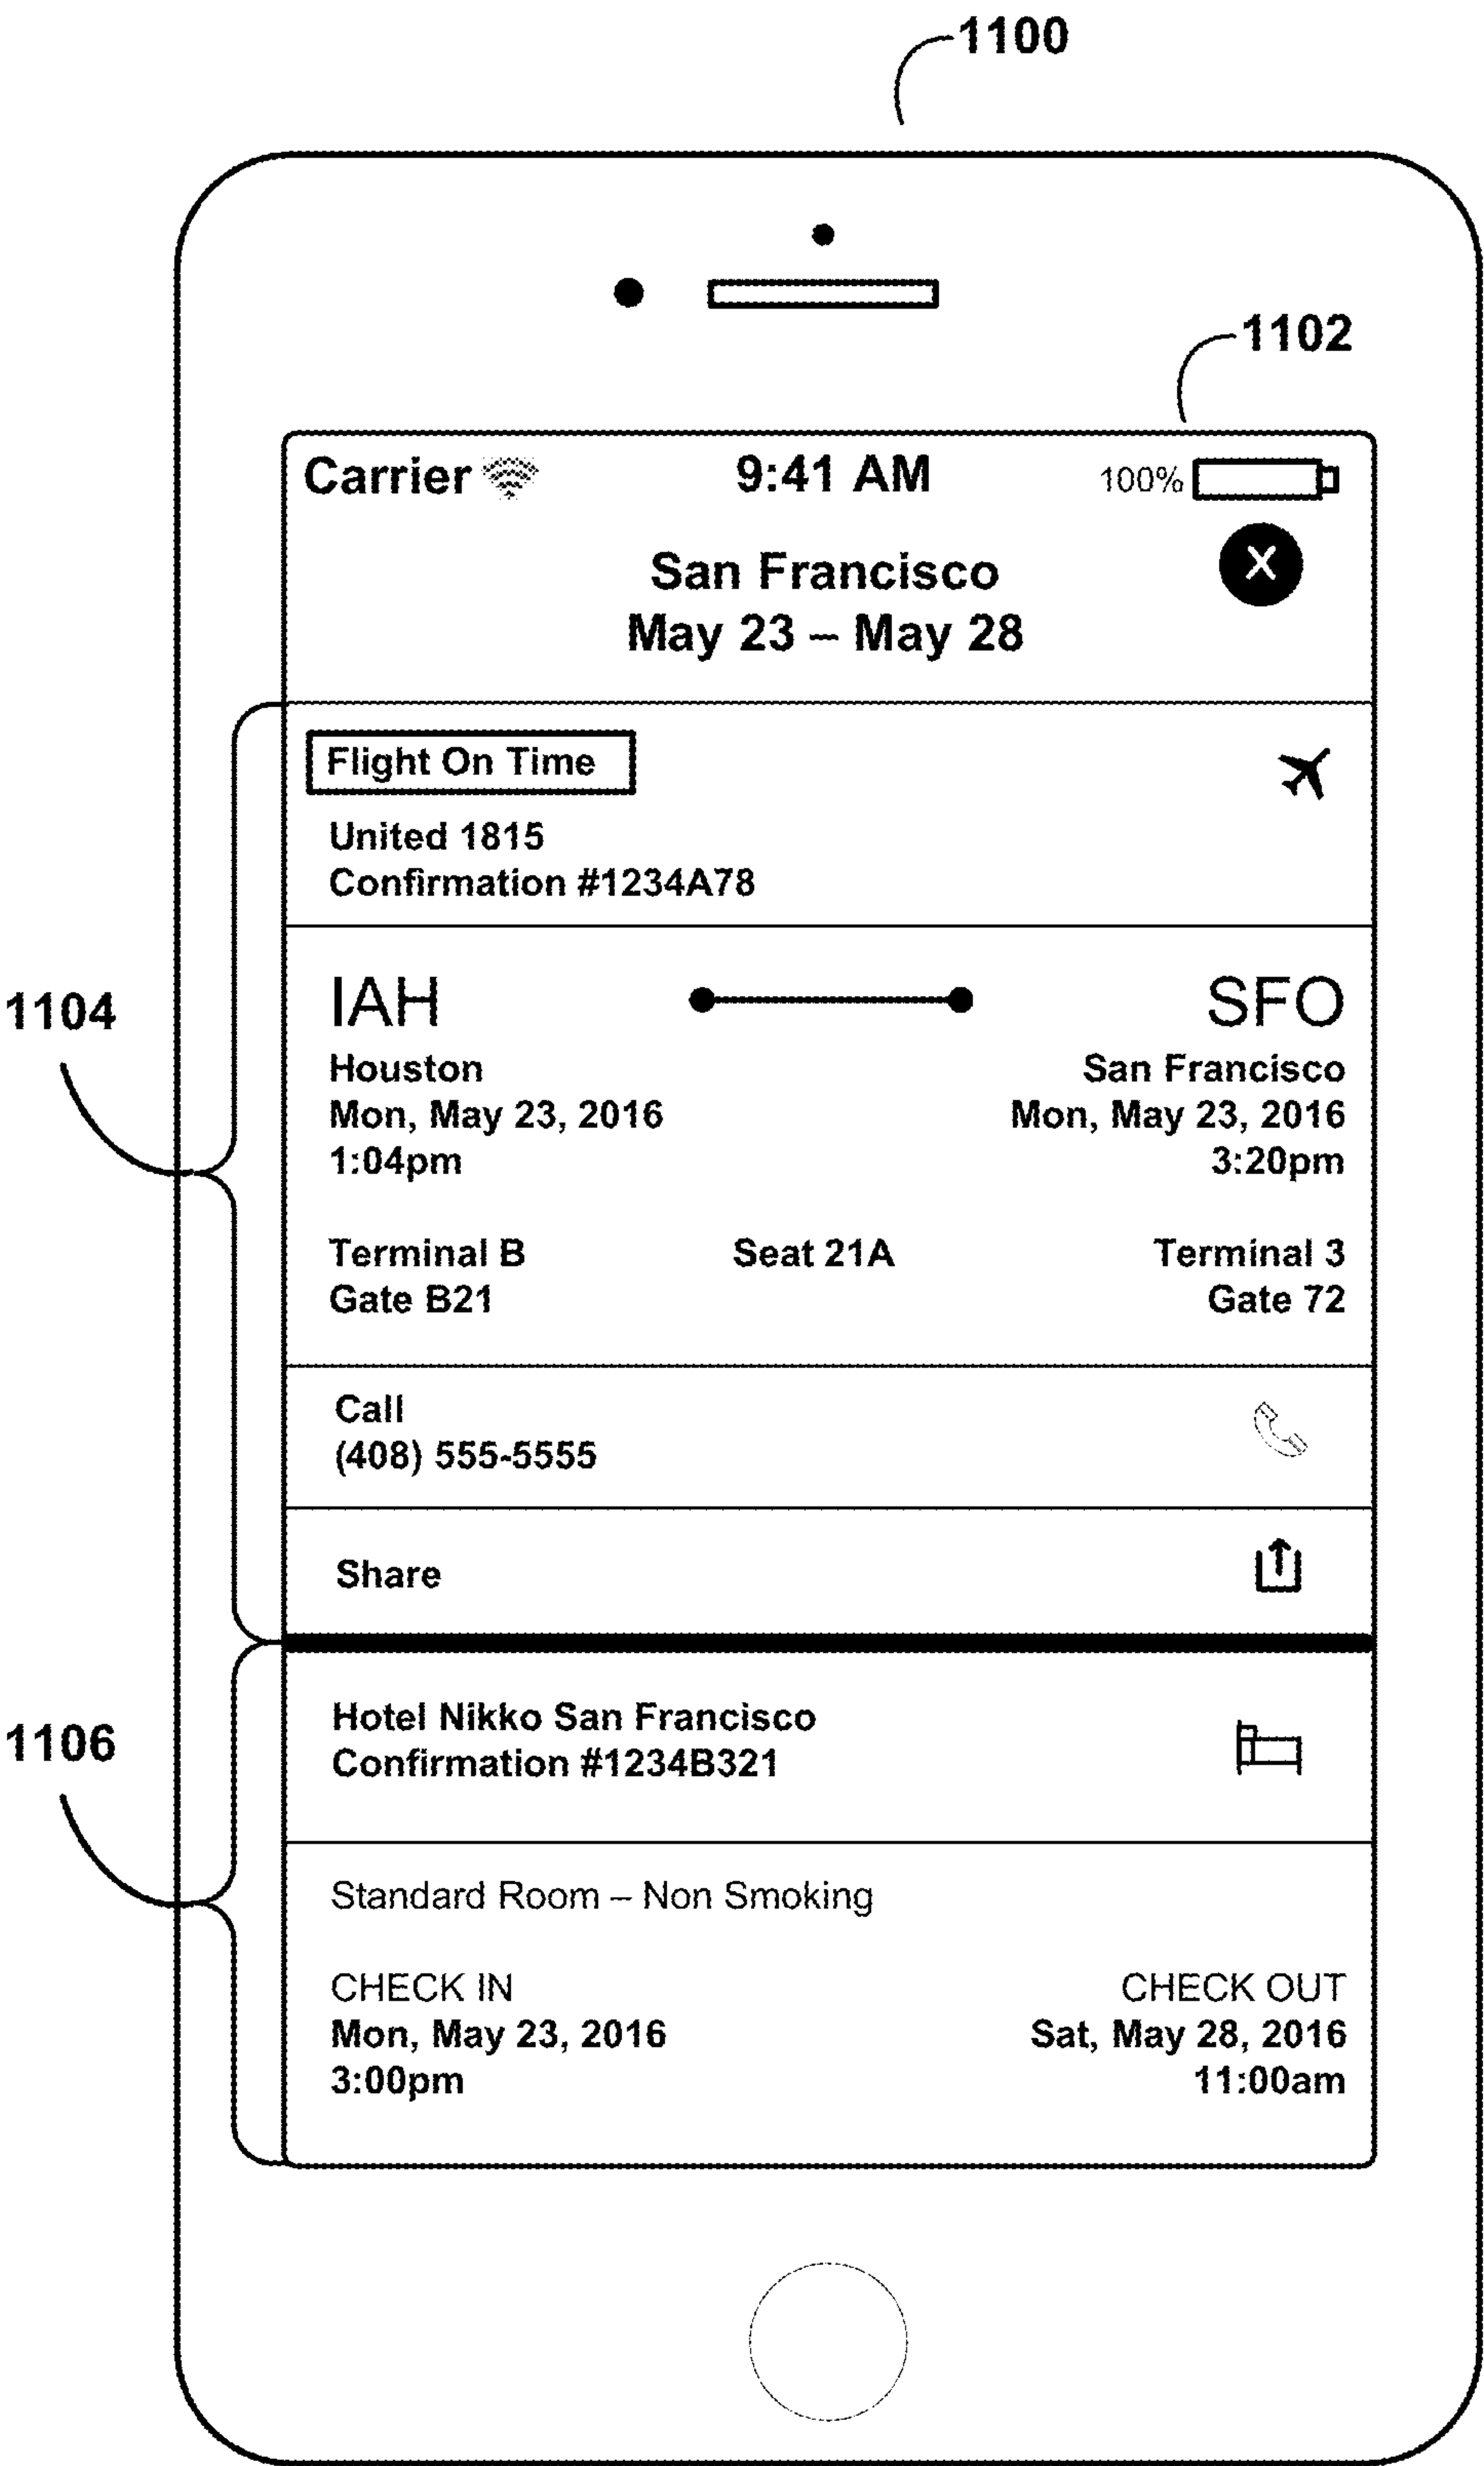 1100
1102
Carrier 9:41 AM 100%
X
San Francisco
May 23 – May 28
Flight On Time
United 1815
Confirmation #1234A78
1104
IAH SFO
Houston San Francisco
Mon, May 23, 2016 Mon, May 23, 2016
1:04pm 3:20pm
Terminal B Seat 21A Terminal 3
Gate B21 Gate 72
Call
(408) 555-5555
Share
1106
Hotel Nikko San Francisco
Confirmation #1234B321
Standard Room – Non Smoking
CHECK IN CHECK OUT
Mon, May 23, 2016 Sat, May 28, 2016
3:00pm 11:00am